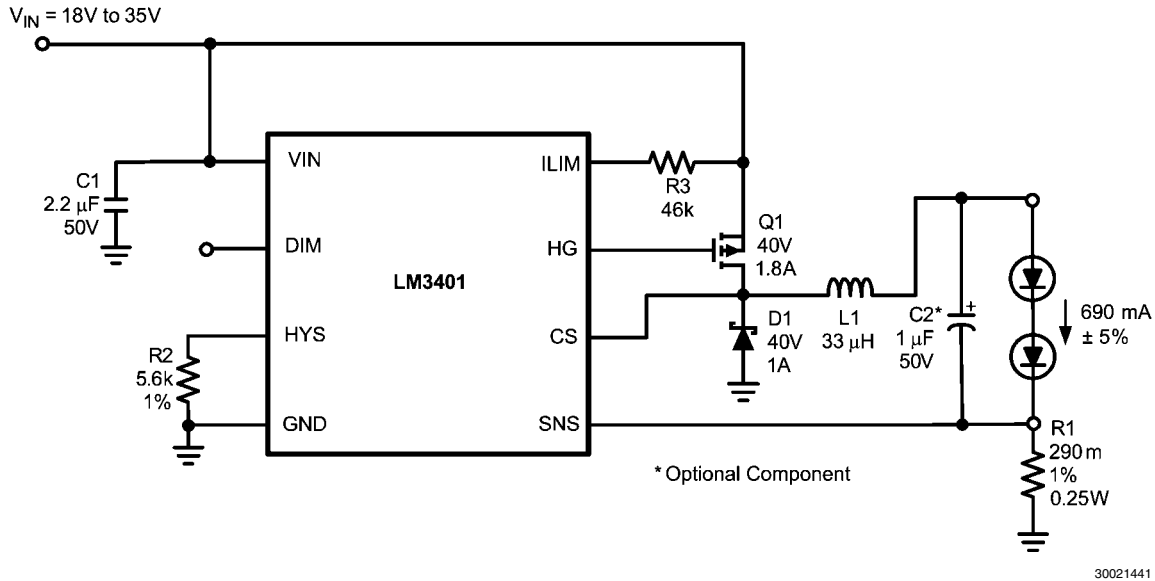 VIN = 18V to 35V
VIN
ILIM
R3
46k
C1
2.2 μF
50V
Q1
40V
1.8A
DIM
HG
LM3401
HYS
CS
D1
40V
1A
L1
33 μH
C2*
+
1 μF
50V
690 mA
± 5%
R2
5.6k
1%
GND
SNS
R1
290 m
1%
0.25W
* Optional Component
30021441